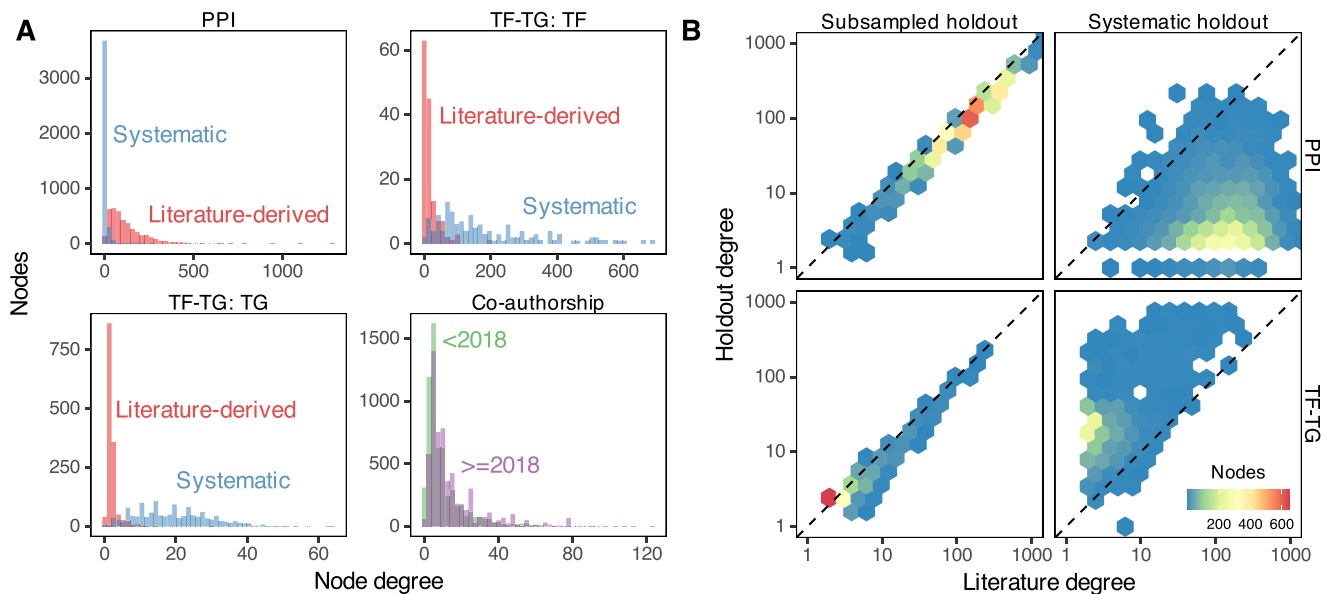 A
PPI
TF-TG: TF
B
Subsampled holdout
Systematic holdout
Systematic
Literature-derived
3000
2000
1000
0
0
500
1000
Literature-derived
Systematic
60
40
20
0
0
200
400
600
Nodes
TF-TG: TG
Co-authorship
Literature-derived
Systematic
750
500
250
0
0
20
40
60
<2018
>=2018
1500
1000
500
0
0
40
80
120
Node degree
Holdout degree
1000
100
10
1
PPI
1000
100
10
1
TF-TG
Nodes
200 400 600
1 10 100 1000
1 10 100 1000
Literature degree